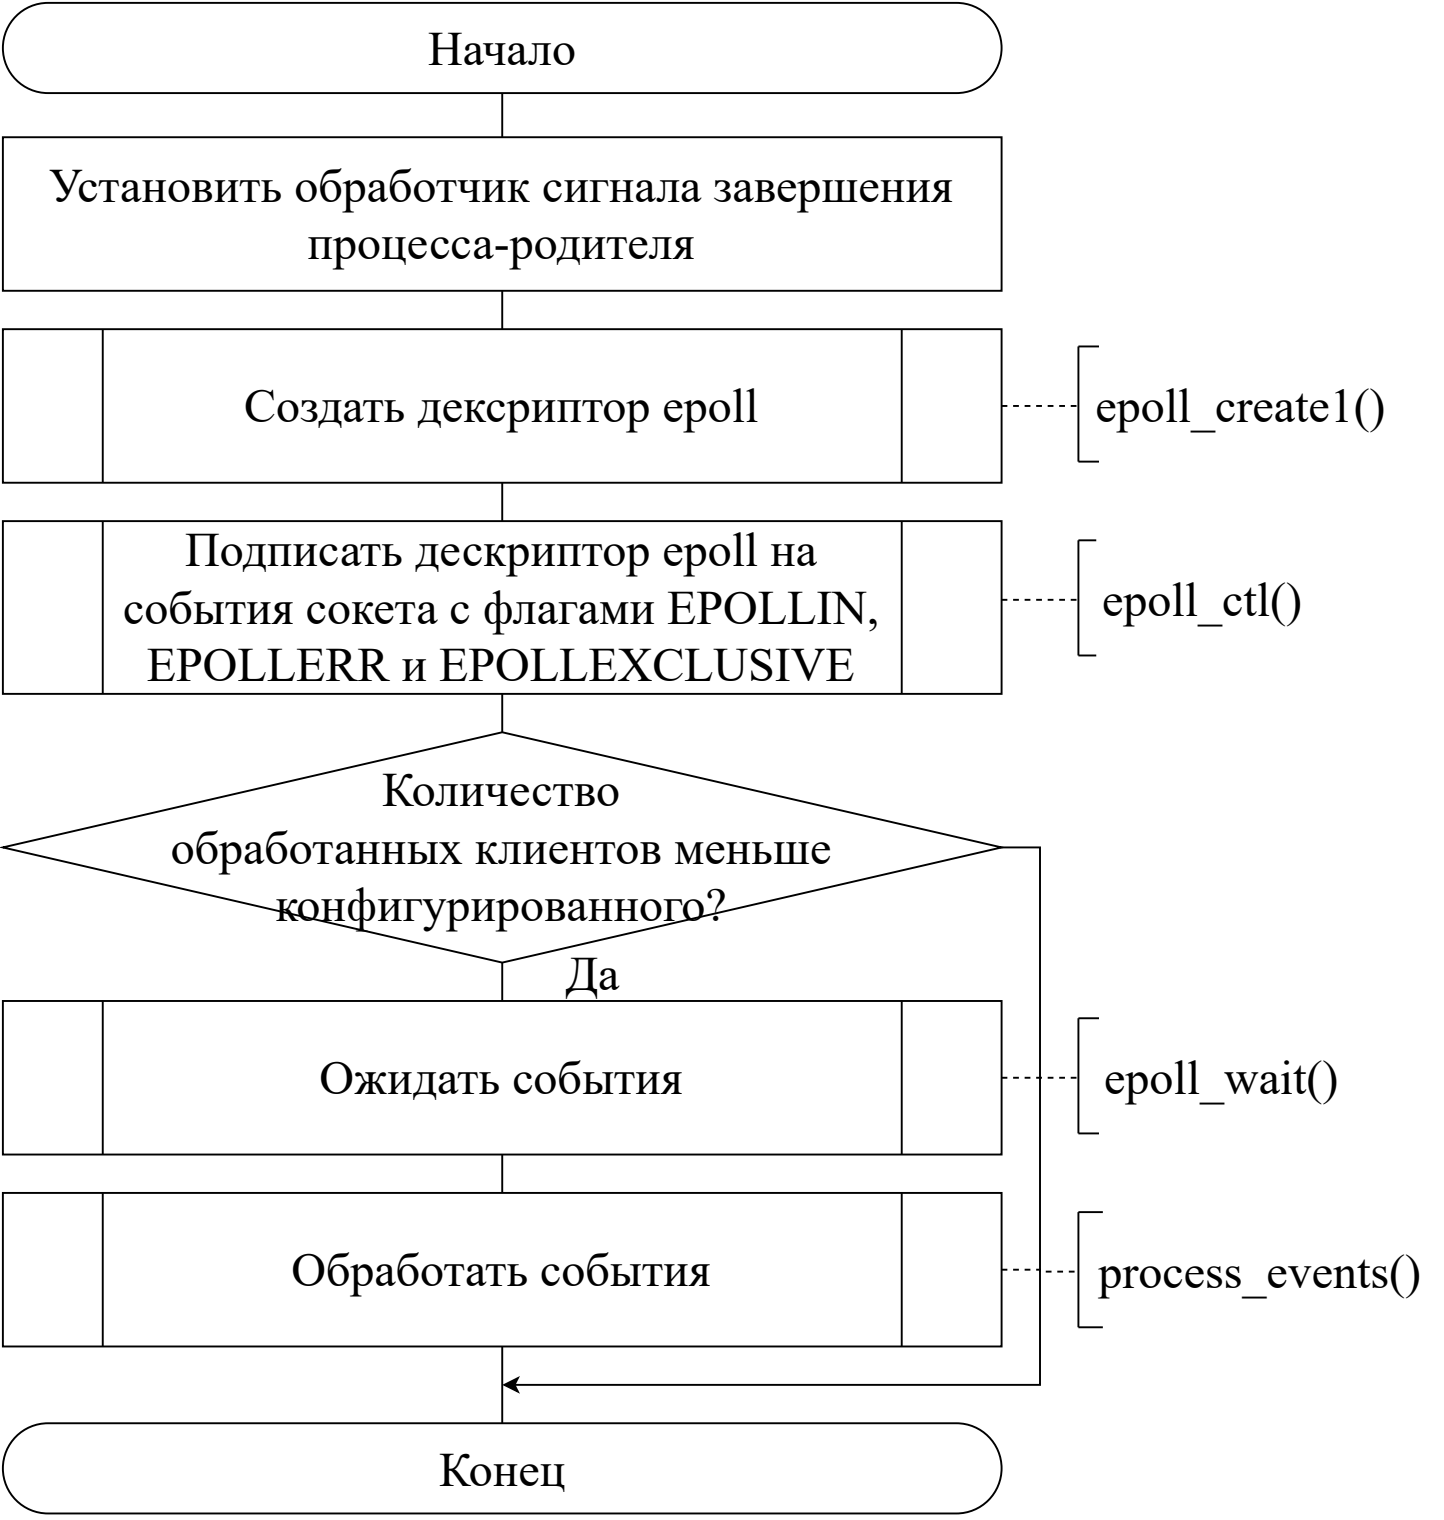 Начало
Установить обработчик сигнала завершения
процесса-родителя
Создать дексриптор epoll
epoll_create1()
Подписать дескриптор epoll на
события сокета с флагами EPOLLIN,
EPOLLERR и EPOLLEXCLUSIVE
epoll_ctl()
Количество
обработанных клиентов меньше
конфигурированного?
Да
Ожидать события
epoll_wait()
Обработать события
process_events()
Конец